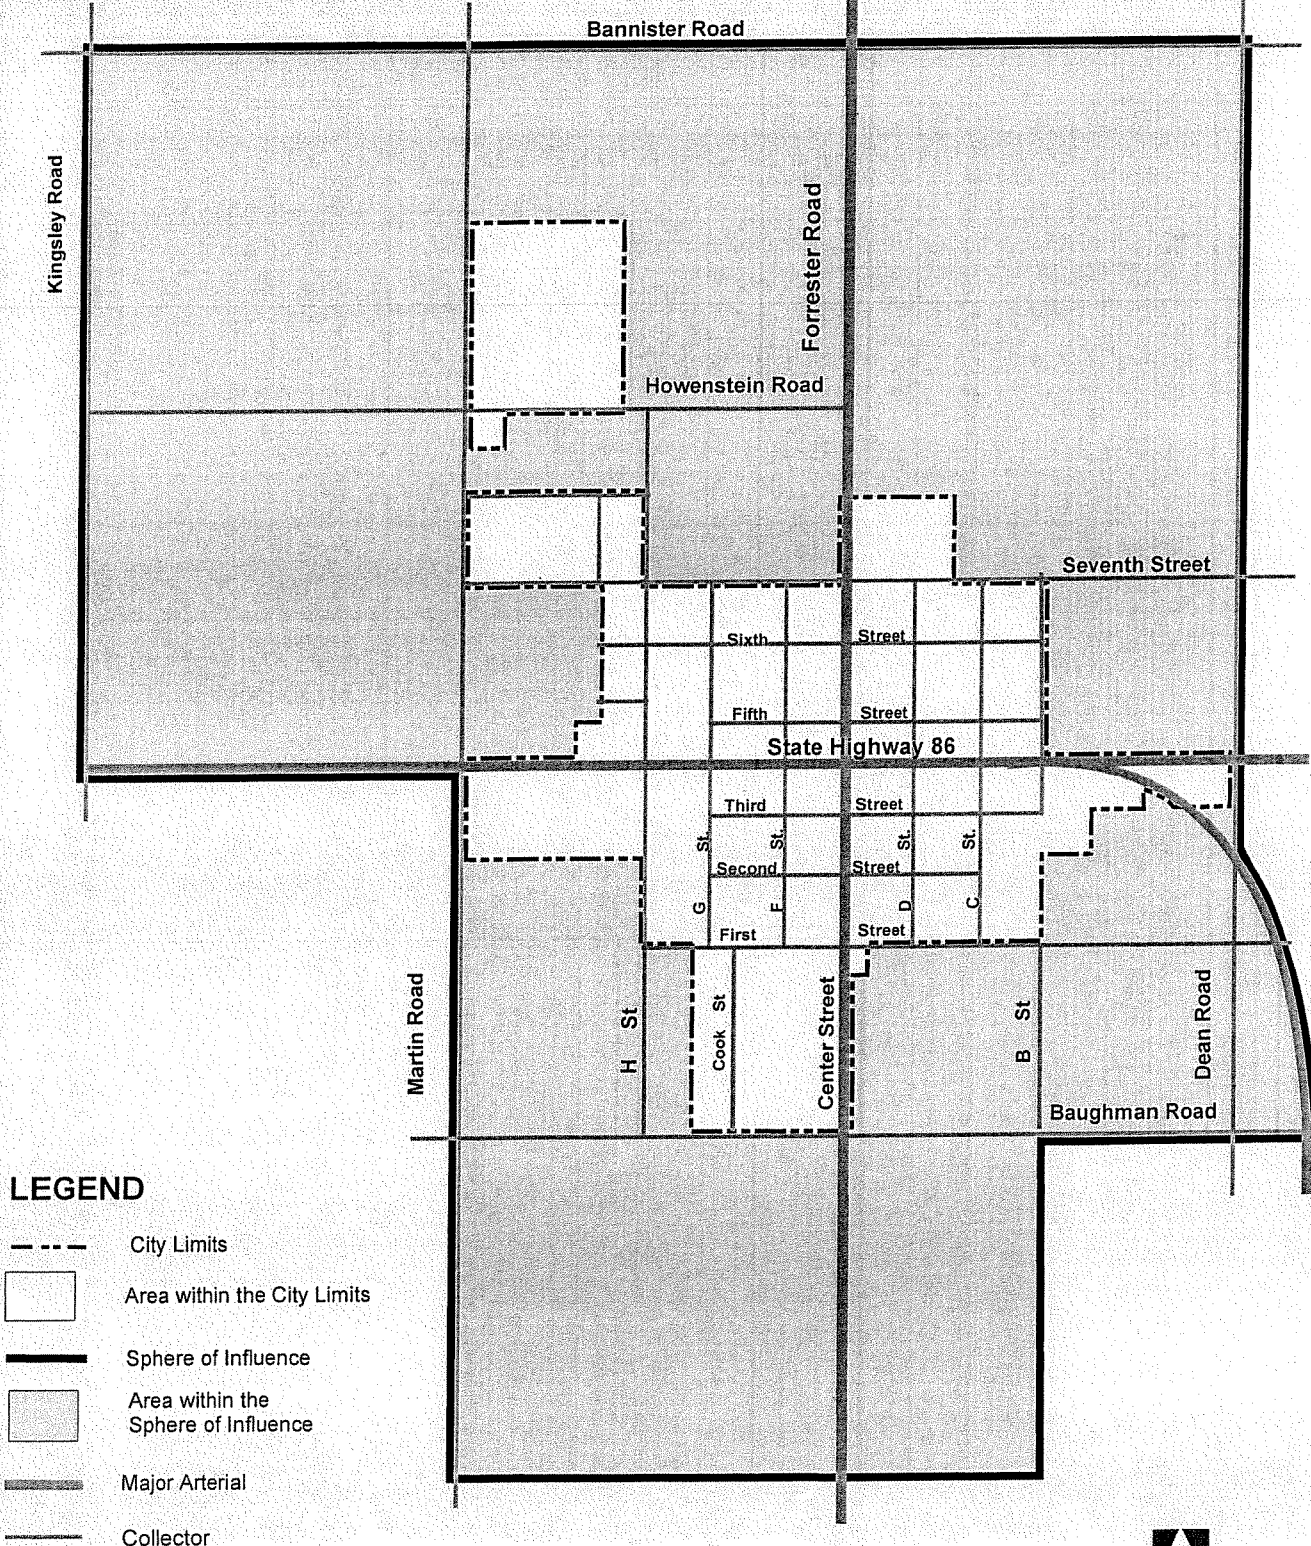 Bannister Road
Kingsley Road
Forrester Road
Howenstein Road
Seventh Street
Sixth Street
Fifth Street
State Highway 86
Third Street
G St.
F St.
D St.
C St.
Second Street
First Street
Martin Road
H St
Cook St
Center Street
B St
Dean Road
Baughman Road
LEGEND
City Limits
Area within the City Limits
Sphere of Influence
Area within the
Sphere of Influence
Major Arterial
Collector